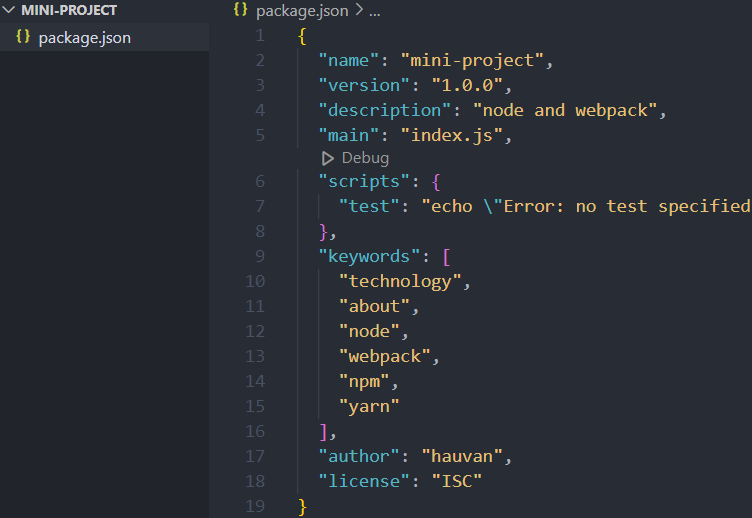 MINI-PROJECT
{} package.json
{} package.json > ...
1 {
2 "name": "mini-project",
3 "version": "1.0.0",
4 "description": "node and webpack",
5 "main": "index.js",
Debug
6 "scripts": {
7 "test": "echo \"Error: no test specified
8 },
9 "keywords": [
10 "technology",
11 "about",
12 "node",
13 "webpack",
14 "npm",
15 "yarn"
16 ],
17 "author": "hauvan",
18 "license": "ISC"
19 }